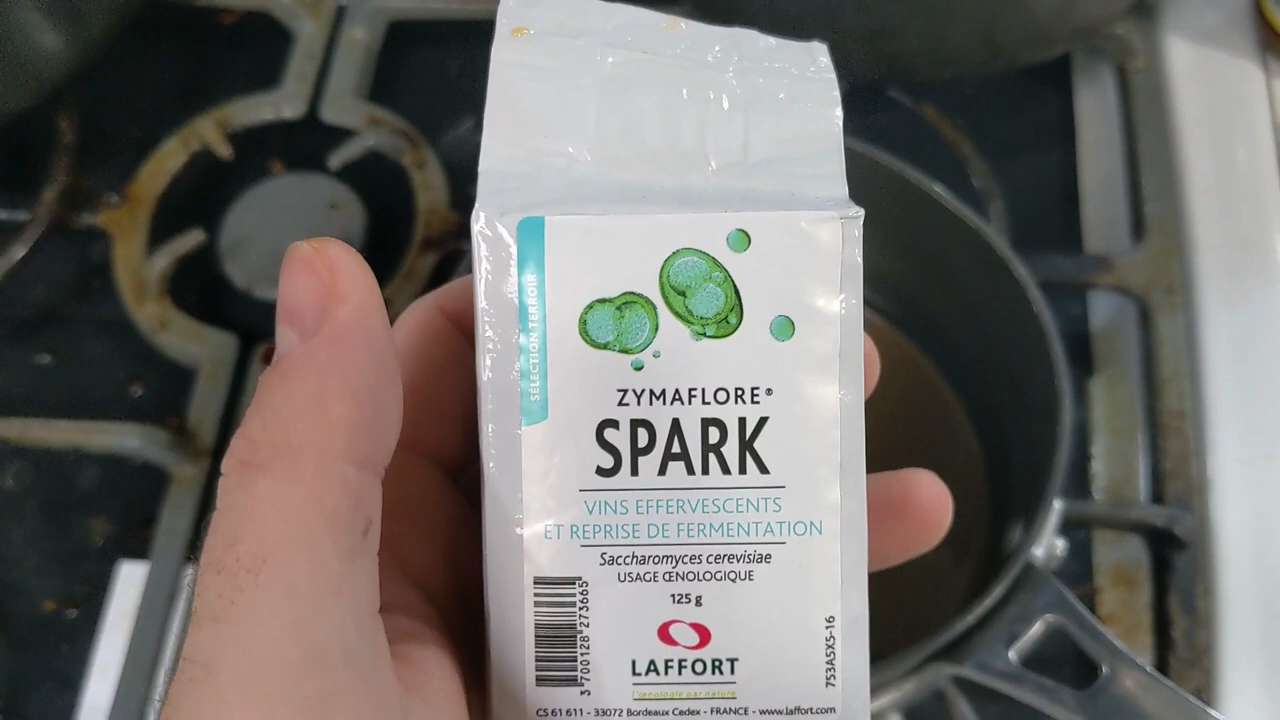 SÉLECTION TERROIR
ZYMAFLORE®
SPARK
VINS EFFERVESCENTS
ET REPRISE DE FERMENTATION
Saccharomyces cerevisiae
USAGE ŒNOLOGIQUE
125 g
3 700128 273665
753A5X5-16
LAFFORT
l'œnologie par nature
CS 61 611 - 33072 Bordeaux Cedex - FRANCE - www.laffort.com